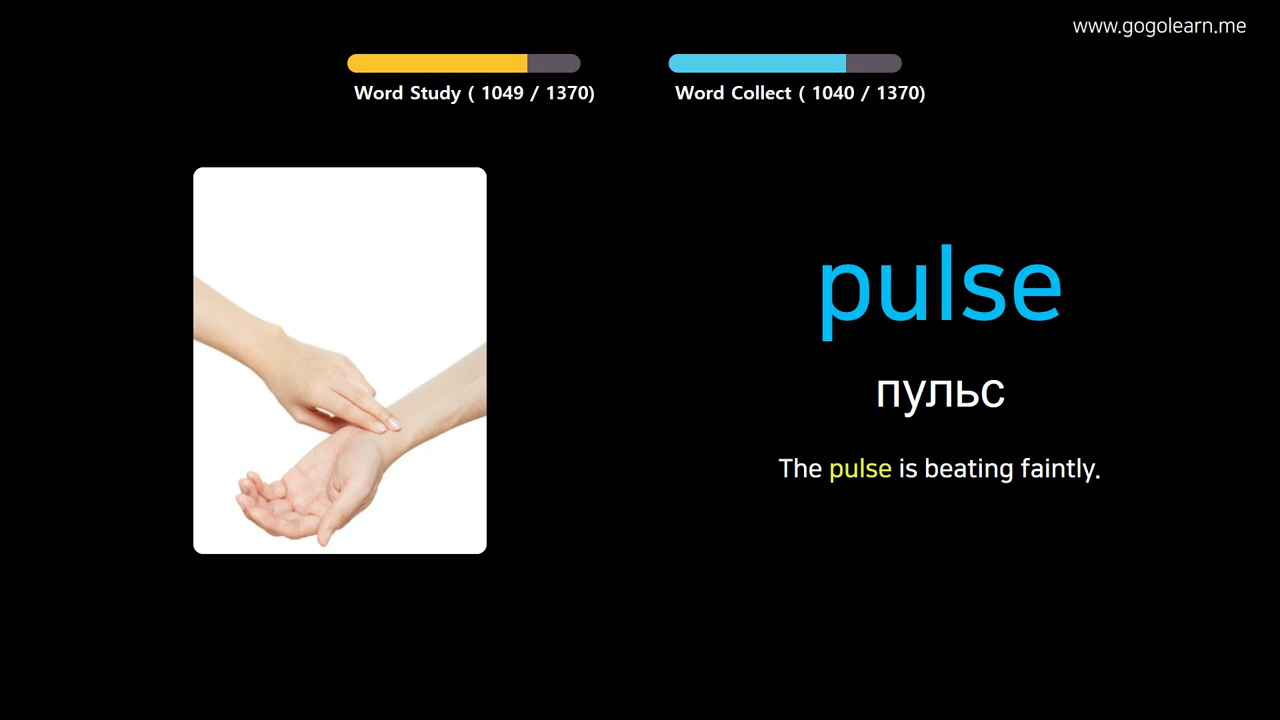 www.gogolearn.me
Word Study ( 1049 / 1370)
Word Collect ( 1040 / 1370)
pulse
пульс
The pulse is beating faintly.